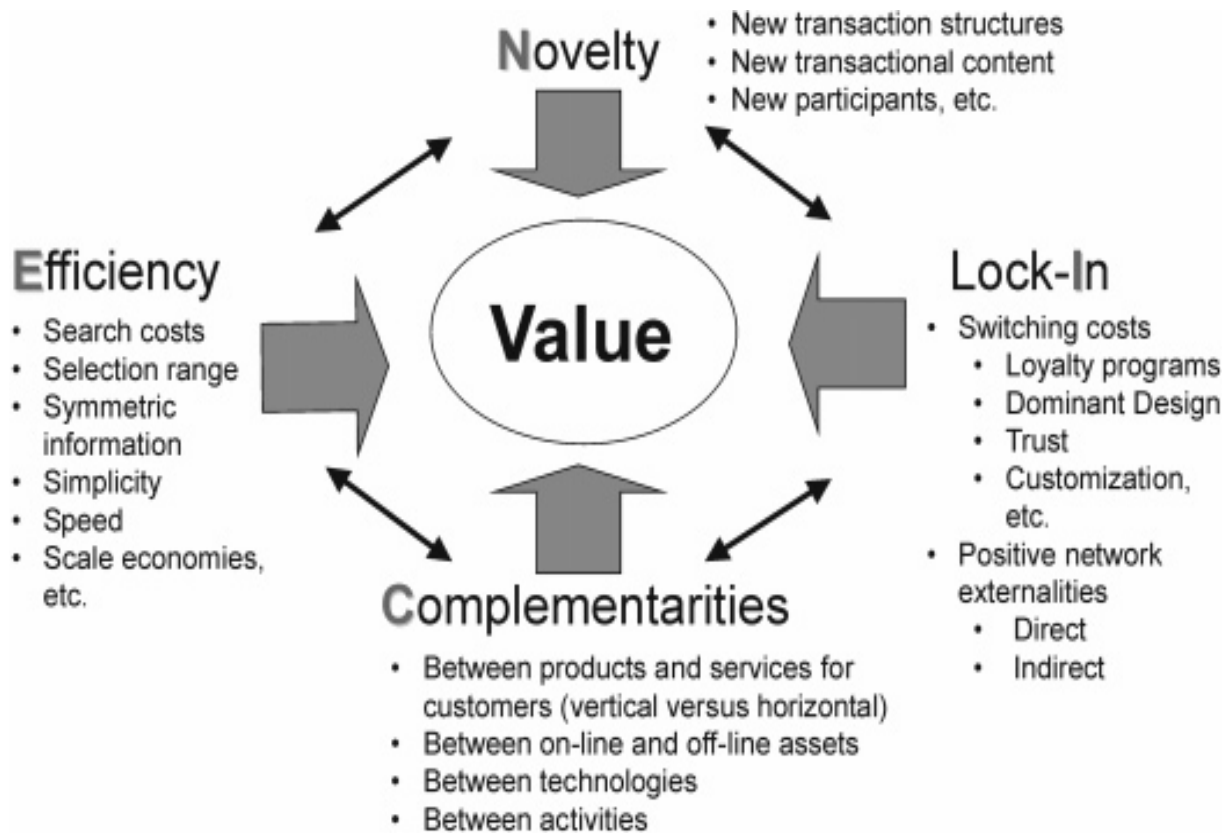 Novelty
• New transaction structures
• New transactional content
• New participants, etc.
Efficiency
• Search costs
• Selection range
• Symmetric
information
• Simplicity
• Speed
• Scale economies,
etc.
Value
Lock-In
• Switching costs
• Loyalty programs
• Dominant Design
• Trust
• Customization,
etc.
• Positive network
externalities
• Direct
• Indirect
Complementarities
• Between products and services for
customers (vertical versus horizontal)
• Between on-line and off-line assets
• Between technologies
• Between activities